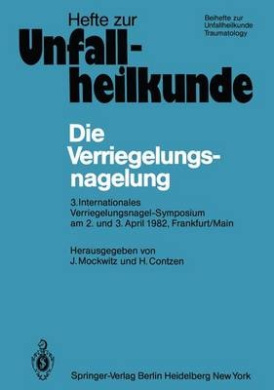 Hefte zur
Beihefte zur
Unfallheilkunde
Traumatology
Unfall-
heilkunde
Die
Verriegelungs-
nagelung
3. Internationales
Verriegelungsnagel-Symposium
am 2. und 3. April 1982, Frankfurt/Main
Herausgegeben von
J. Mockwitz und H. Contzen
Springer-Verlag Berlin Heidelberg New York